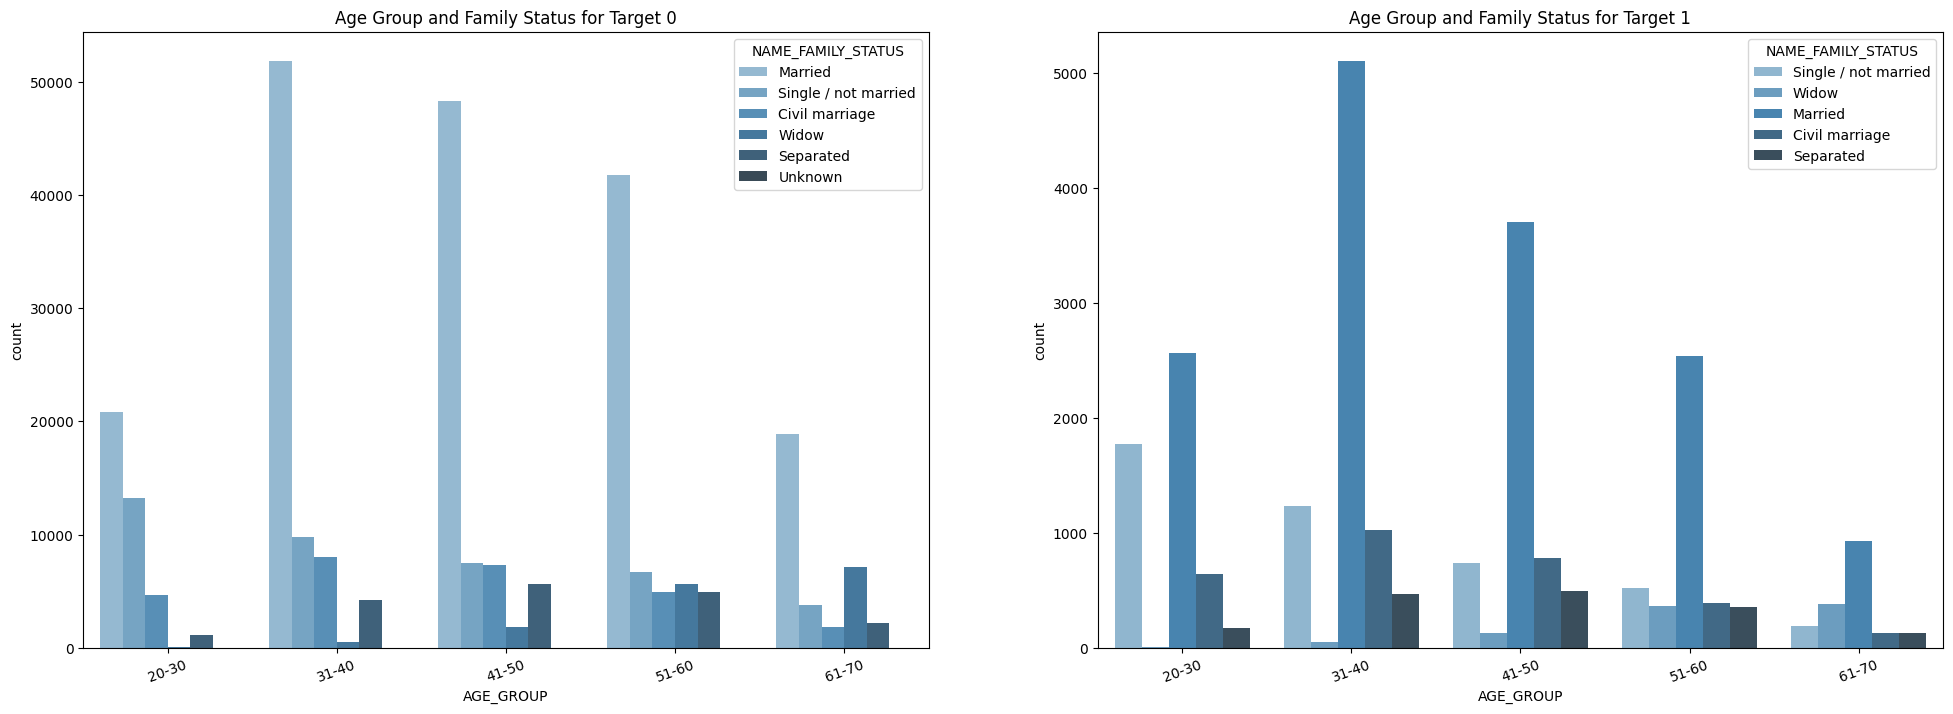 Age Group and Family Status for Target 0
NAME_FAMILY_STATUS
Married
Single / not married
Civil marriage
Widow
Separated
Unknown
50000
40000
30000
20000
10000
0
count
20-30
31-40
41-50
51-60
61-70
AGE_GROUP
Age Group and Family Status for Target 1
NAME_FAMILY_STATUS
Single / not married
Widow
Married
Civil marriage
Separated
5000
4000
3000
2000
1000
0
count
20-30
31-40
41-50
51-60
61-70
AGE_GROUP